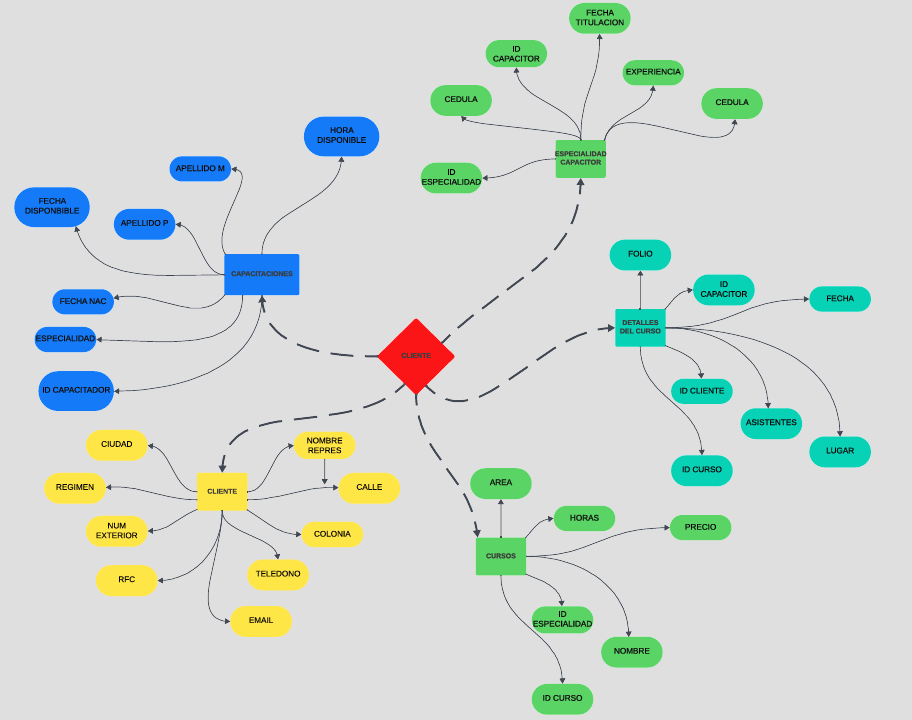 FECHA
TITULACION
ID
CAPACITOR
EXPERIENCIA
CEDULA
CEDULA
ESPECIALIDAD
CAPACITOR
ID
ESPECIALIDAD
HORA
DISPONIBLE
APELLIDO M
FECHA
DISPONBIBLE
APELLIDO P
CAPACITACIONES
FECHA NAC
ESPECIALIDAD
ID CAPACITADOR
CLIENTE
FOLIO
ID
CAPACITOR
FECHA
DETALLES
DEL CURSO
ID CLIENTE
ASISTENTES
LUGAR
ID CURSO
CIUDAD
NOMBRE
REPRES
REGIMEN
CLIENTE
CALLE
NUM
EXTERIOR
COLONIA
RFC
TELEDONO
EMAIL
AREA
HORAS
PRECIO
CURSOS
ID
ESPECIALIDAD
NOMBRE
ID CURSO